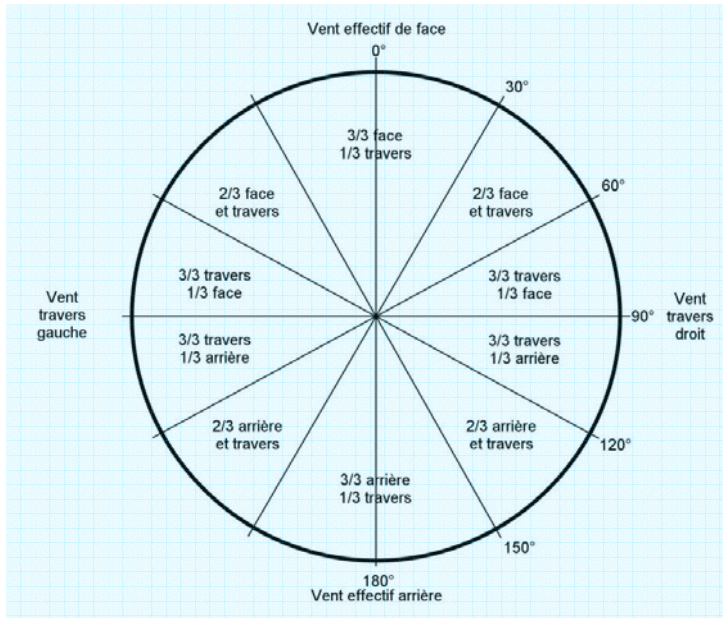 Vent effectif de face
0°
30°
3/3 face
1/3 travers
60°
2/3 face
et travers
2/3 face
et travers
3/3 travers
1/3 face
3/3 travers
1/3 face
Vent
travers
gauche
90°
Vent
travers
droit
3/3 travers
1/3 arrière
3/3 travers
1/3 arrière
2/3 arrière
et travers
2/3 arrière
et travers
120°
3/3 arrière
1/3 travers
150°
180°
Vent effectif arrière